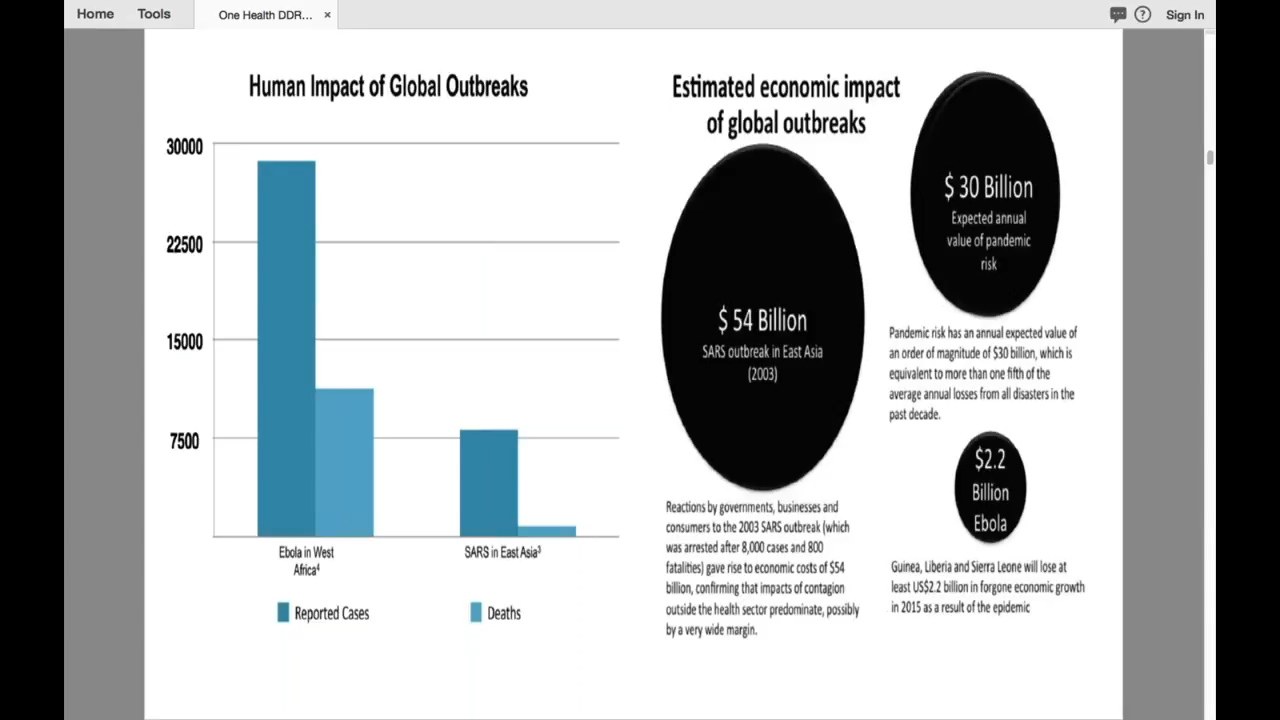 Home Tools One Health DDR... × ? Sign In
Human Impact of Global Outbreaks
30000
22500
15000
7500
Ebola in West
Africa⁴
SARS in East Asia³
Reported Cases
Deaths
Estimated economic impact
of global outbreaks
$ 54 Billion
SARS outbreak in East Asia
(2003)
Reactions by governments, businesses and
consumers to the 2003 SARS outbreak (which
was arrested after 8,000 cases and 800
fatalities) gave rise to economic costs of $54
billion, confirming that impacts of contagion
outside the health sector predominate, possibly
by a very wide margin.
$ 30 Billion
Expected annual
value of pandemic
risk
Pandemic risk has an annual expected value of
an order of magnitude of $30 billion, which is
equivalent to more than one fifth of the
average annual losses from all disasters in the
past decade.
$2.2
Billion
Ebola
Guinea, Liberia and Sierra Leone will lose at
least US$2.2 billion in forgone economic growth
in 2015 as a result of the epidemic